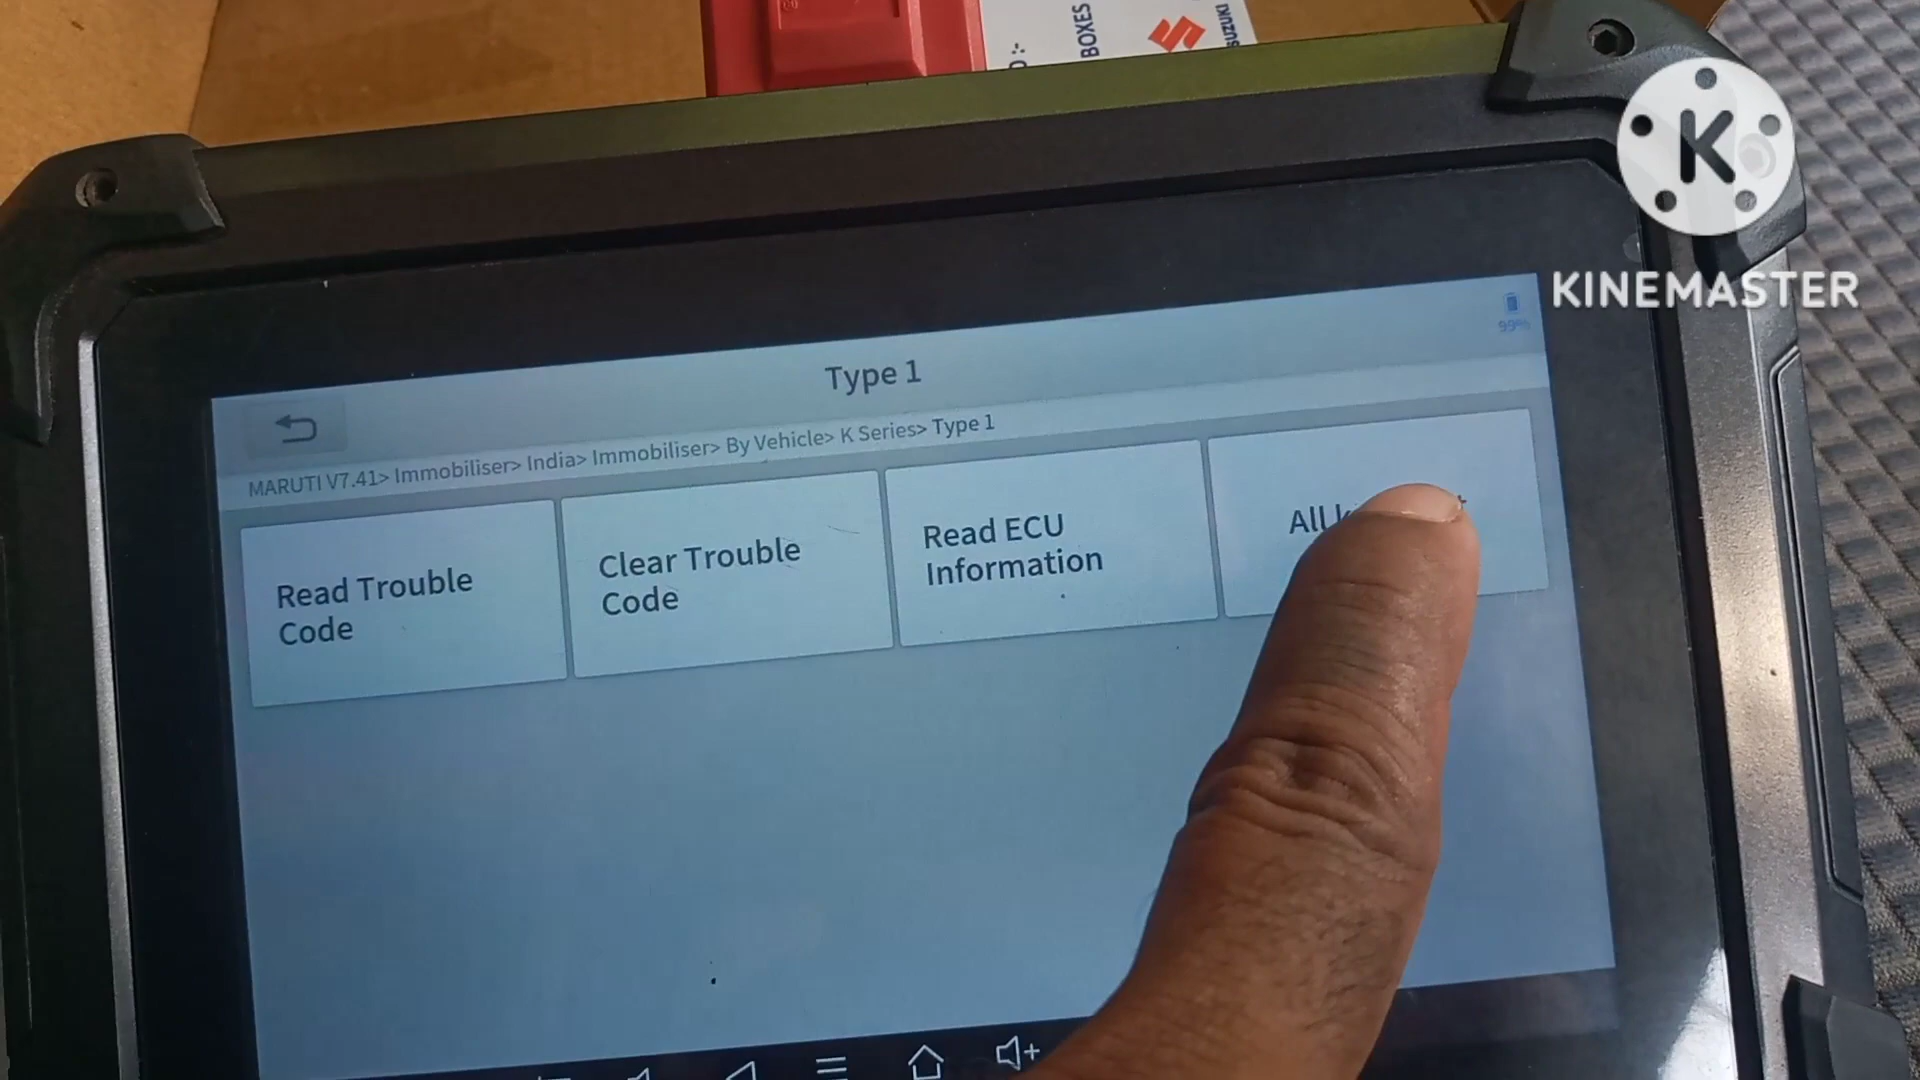 BOXES
SUZUKI
K
KINEMASTER
99%
Type 1
MARUTI V7.41> Immobiliser> India> Immobiliser> By Vehicle> K Series> Type 1
Read Trouble
Code
Clear Trouble
Code
Read ECU
Information
All